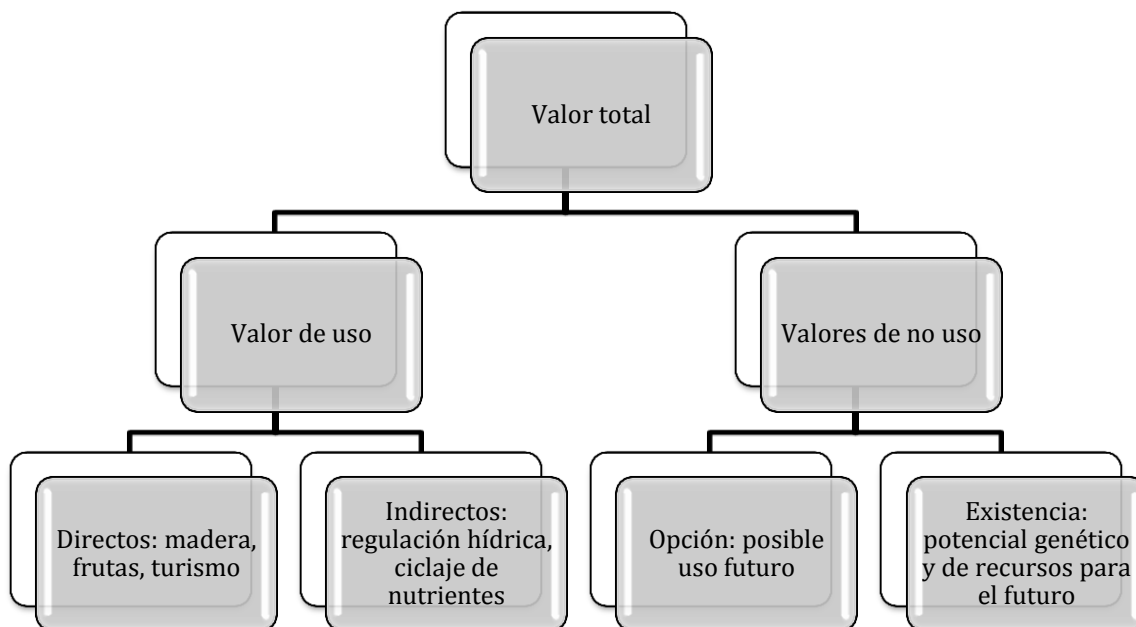 Valor total
Valor de uso
Valores de no uso
Directos: madera,
frutas, turismo
Indirectos:
regulación hídrica,
ciclaje de
nutrientes
Opción: posible
uso futuro
Existencia:
potencial genético
y de recursos para
el futuro